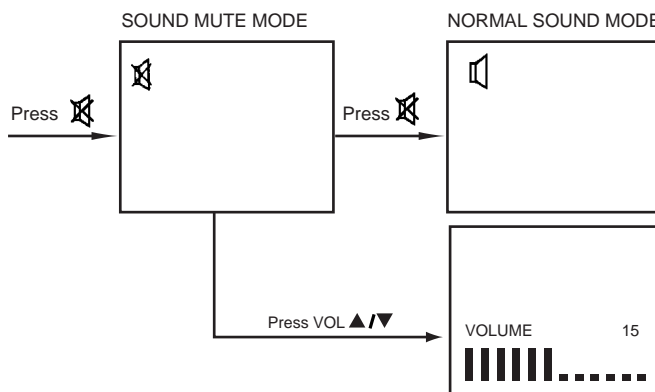 SOUND MUTE MODE
NORMAL SOUND MODE
Press
Press
Press VOL ▲/▼
VOLUME 15